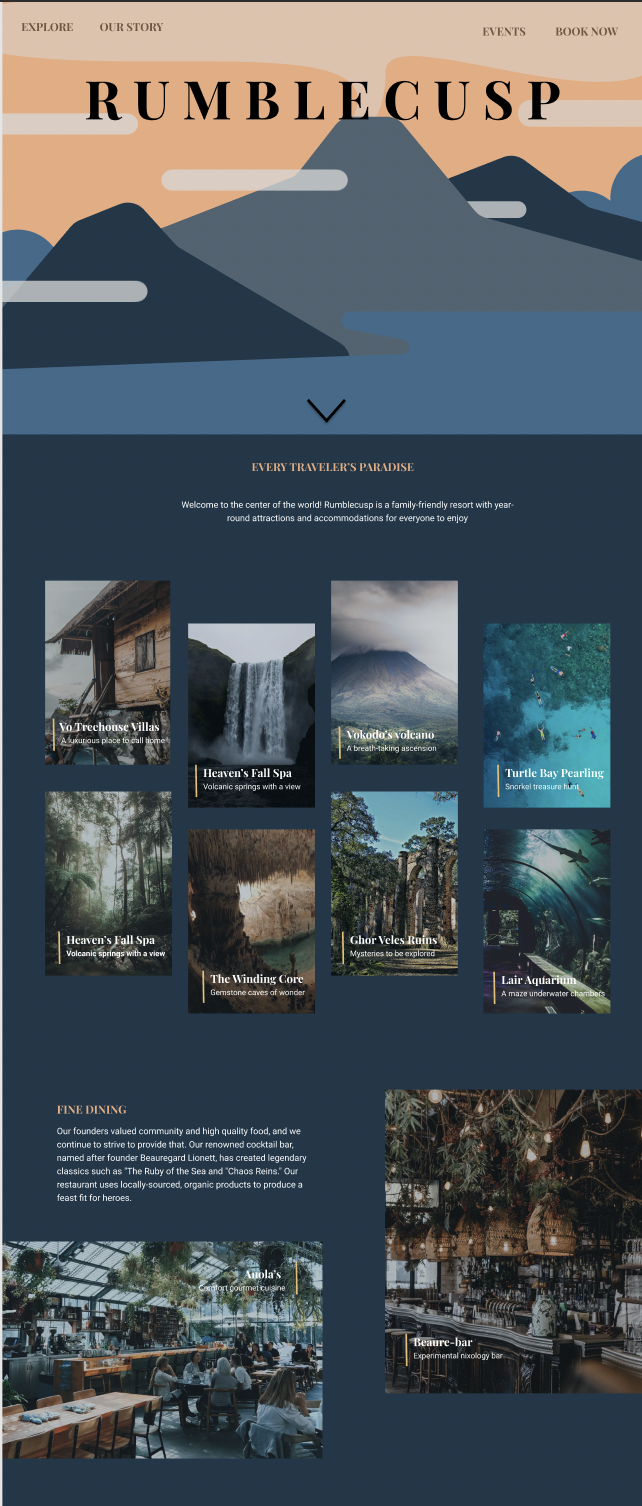 EXPLORE OUR STORY EVENTS BOOK NOW
RUMBLECUSP
EVERY TRAVELER'S PARADISE
Welcome to the center of the world! Rumblecusp is a family-friendly resort with year-
round attractions and accommodations for everyone to enjoy
Vo Treehouse Villas
A luxurious place to call home
Heaven's Fall Spa
Volcanic springs with a view
Vokodo's volcano
A breath-taking ascension
Turtle Bay Pearling
Snorkel treasure hunt
Heaven's Fall Spa
Volcanic springs with a view
The Winding Core
Gemstone caves of wonder
Ghor Veles Ruins
Mysteries to be explored
Lair Aquarium
A maze underwater chambers
FINE DINING
Our founders valued community and high quality food, and we
continue to strive to provide that. Our renowned cocktail bar,
named after founder Beauregard Lionett, has created legendary
classics such as "The Ruby of the Sea and "Chaos Reins." Our
restaurant uses locally-sourced, organic products to produce a
feast fit for heroes.
Auola's
Comfort gourmet cuisine
Beaure-bar
Experimental nixology bar